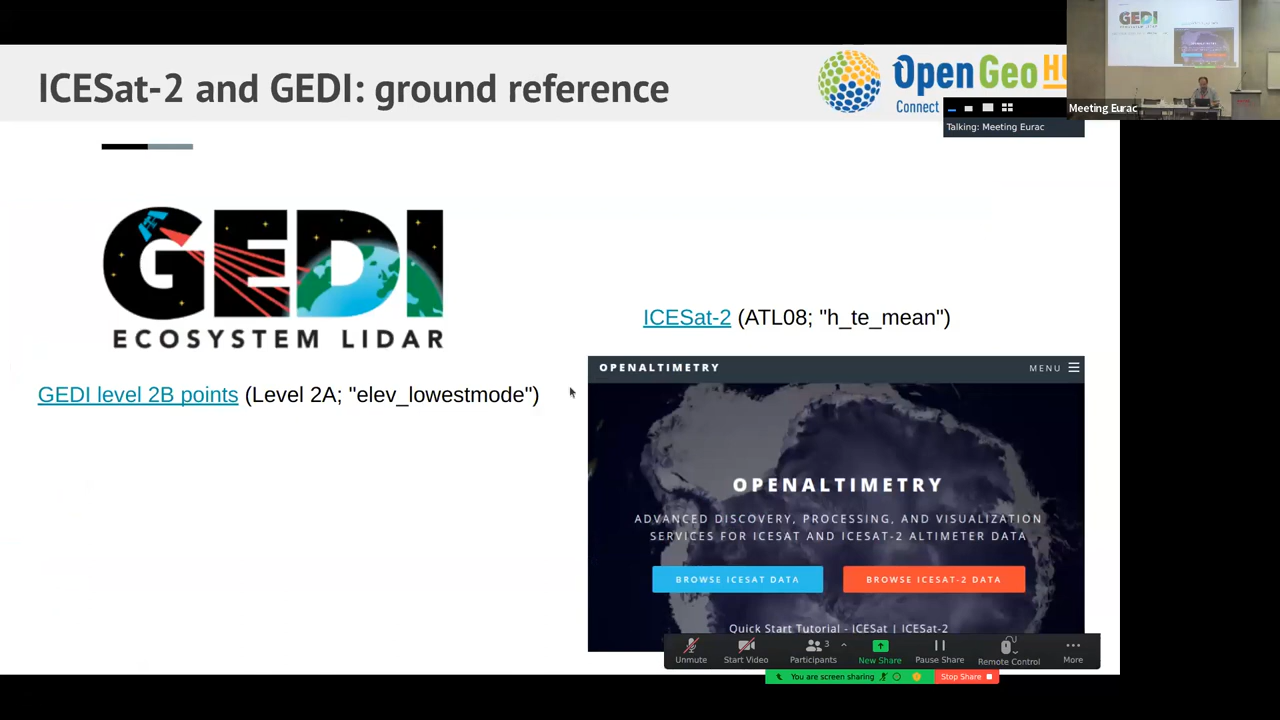 ICESat-2 and GEDI: ground reference
OpenGeoHU
Connect
Talking: Meeting Eurac
Meeting Eurac
GEDI
GEDI
ECOSYSTEM LIDAR
GEDI level 2B points (Level 2A; "elev_lowestmode")
ICESat-2 (ATL08; "h_te_mean")
OPENALTIMETRY
MENU
OPENALTIMETRY
ADVANCED DISCOVERY, PROCESSING, AND VISUALIZATION
SERVICES FOR ICESAT AND ICESAT-2 ALTIMETER DATA
BROWSE ICESAT DATA
BROWSE ICESAT-2 DATA
Quick Start Tutorial - ICESat | ICESat-2
Unmute
Start Video
3
Participants
New Share
Pause Share
Remote Control
More
You are screen sharing
Stop Share